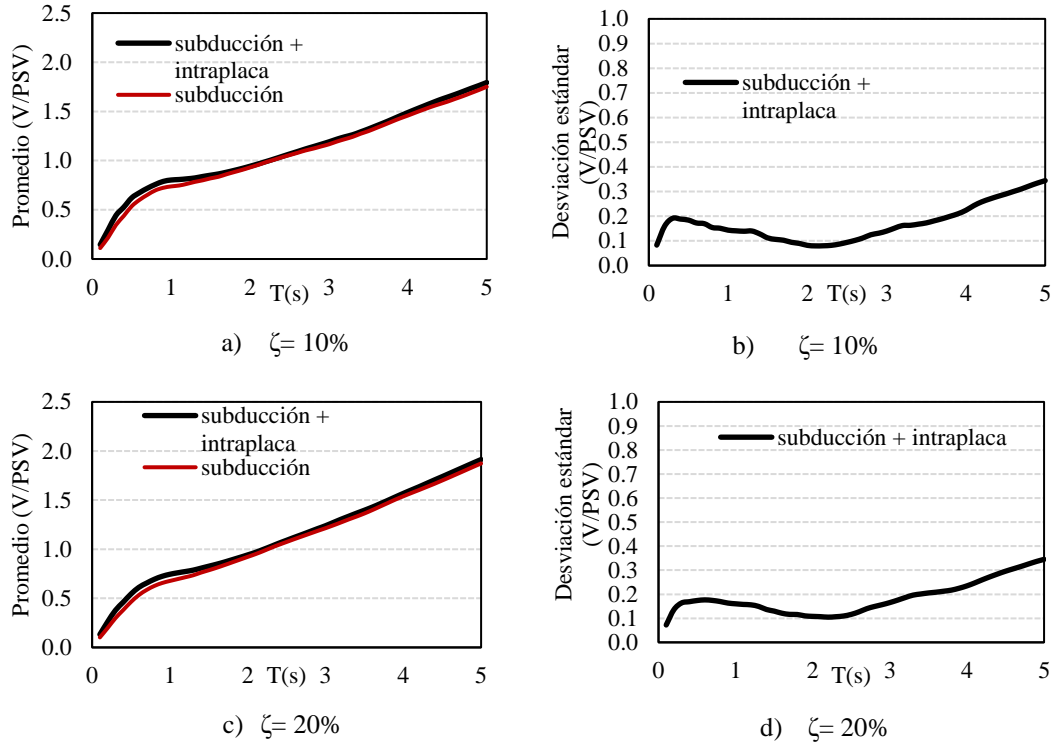 a)
Promedio (V/PSV)
2.5
2.0
1.5
1.0
0.5
0.0
subducción +
intraplaca
subducción
0 1 2 T(s) 3 4 5
a) ζ= 10%
b)
Desviación estándar
(V/PSV)
1.0
0.9
0.8
0.7
0.6
0.5
0.4
0.3
0.2
0.1
0.0
subducción +
intraplaca
0 1 2 T(s) 3 4 5
b) ζ= 10%
Promedio (V/PSV)
2.5
2.0
1.5
1.0
0.5
0.0
subducción +
intraplaca
subducción
0 1 2 T(s) 3 4 5
c) ζ= 20%
Desviación estándar
(V/PSV)
1.0
0.9
0.8
0.7
0.6
0.5
0.4
0.3
0.2
0.1
0.0
subducción + intraplaca
0 1 2 T(s) 3 4 5
d) ζ= 20%